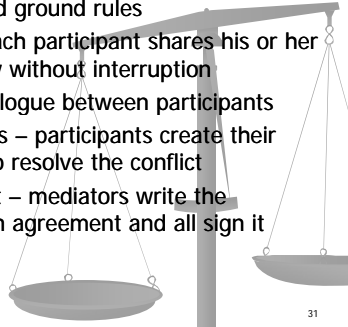 d ground rules
ach participant shares his or her
y without interruption
logue between participants
s – participants create their
o resolve the conflict
t – mediators write the
n agreement and all sign it
31